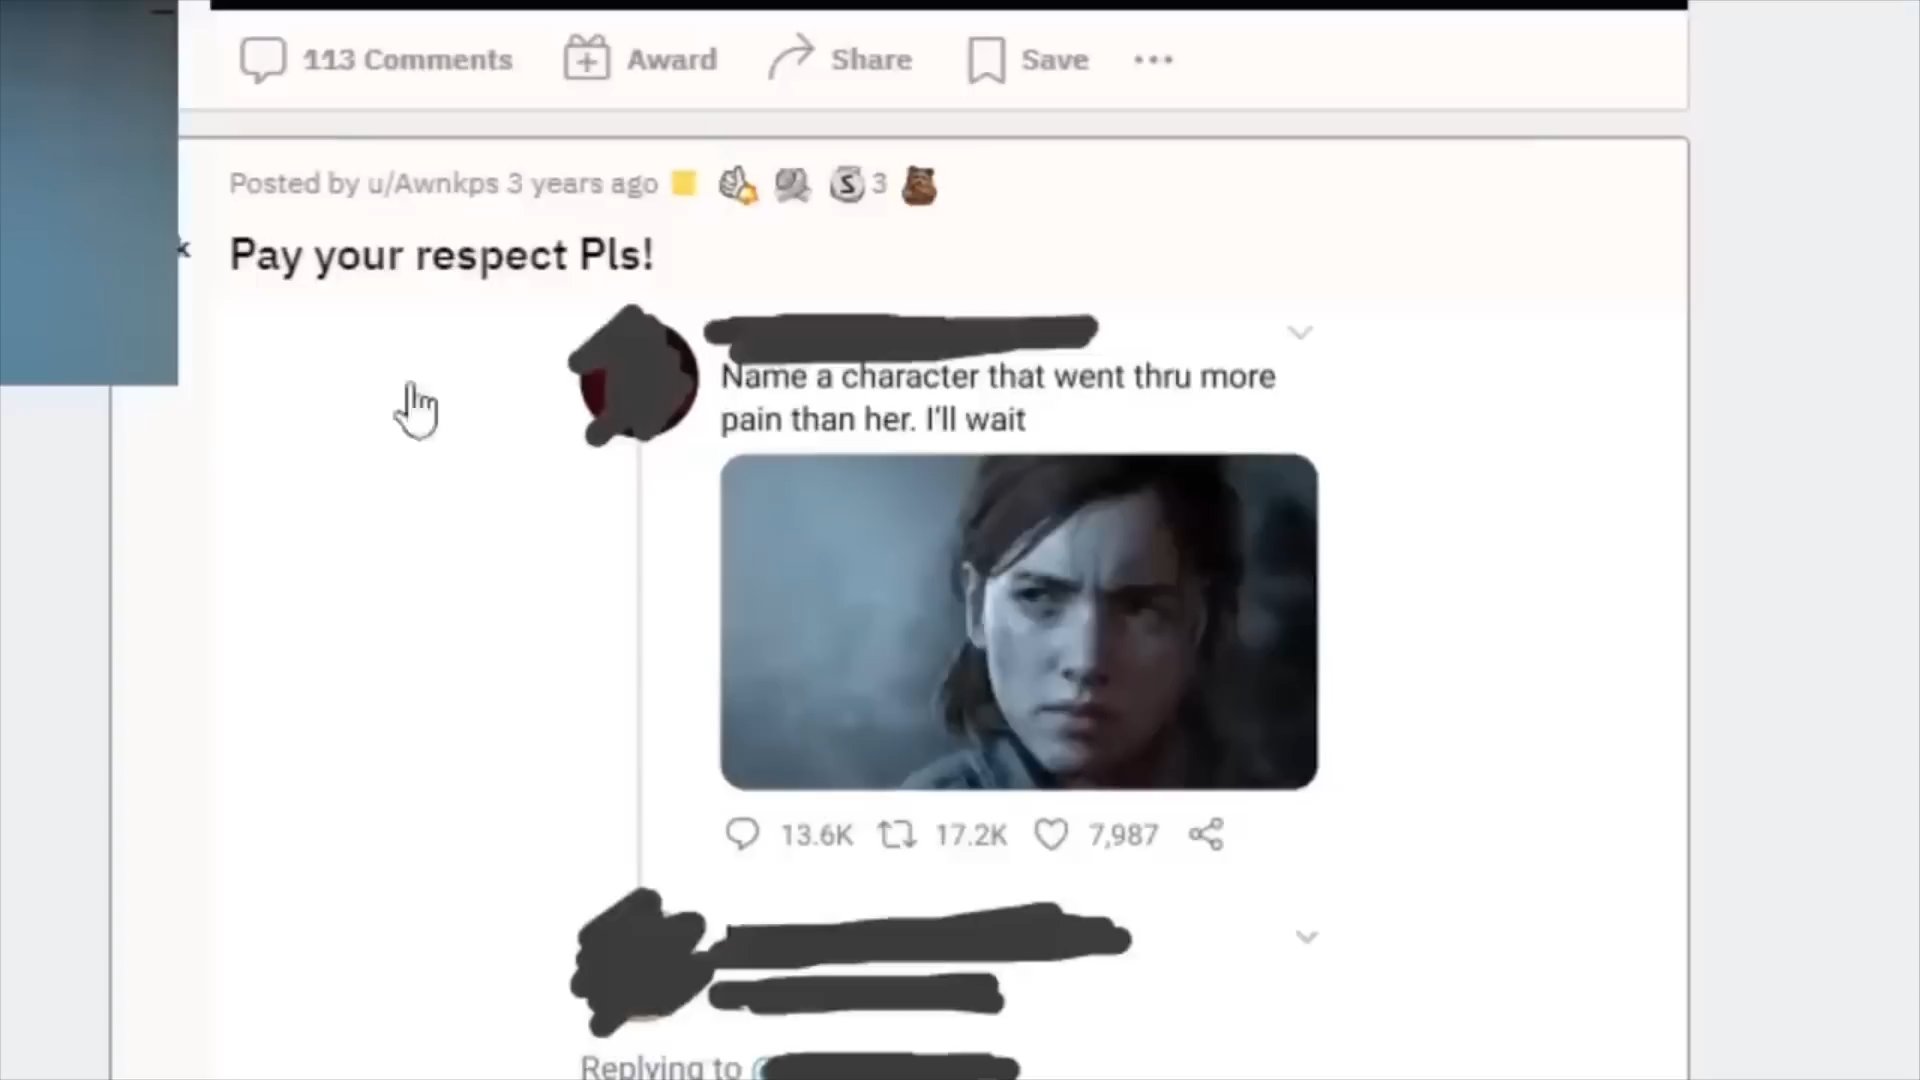 113 Comments Award Share Save
Posted by u/Awnkps 3 years ago 3
Pay your respect Pls!
Name a character that went thru more
pain than her. I'll wait
13.6K 17.2K 7,987
Replying to